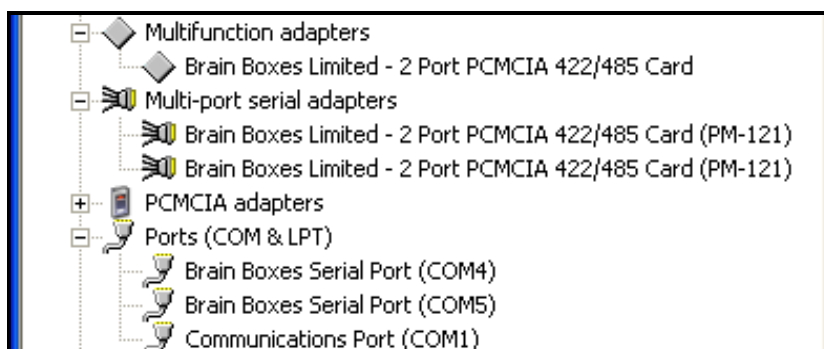 Multifunction adapters
Brain Boxes Limited - 2 Port PCMCIA 422/485 Card
Multi-port serial adapters
Brain Boxes Limited - 2 Port PCMCIA 422/485 Card (PM-121)
Brain Boxes Limited - 2 Port PCMCIA 422/485 Card (PM-121)
PCMCIA adapters
Ports (COM & LPT)
Brain Boxes Serial Port (COM4)
Brain Boxes Serial Port (COM5)
Communications Port (COM1)